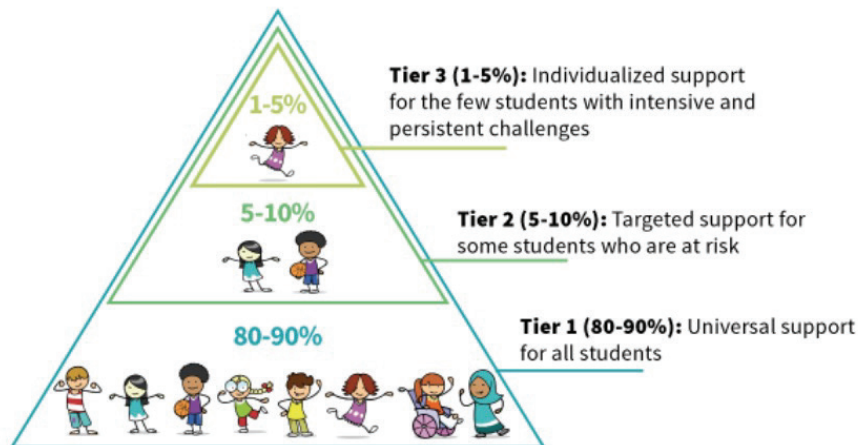 1-5%
Tier 3 (1-5%): Individualized support
for the few students with intensive and
persistent challenges
5-10%
Tier 2 (5-10%): Targeted support for
some students who are at risk
80-90%
Tier 1 (80-90%): Universal support
for all students